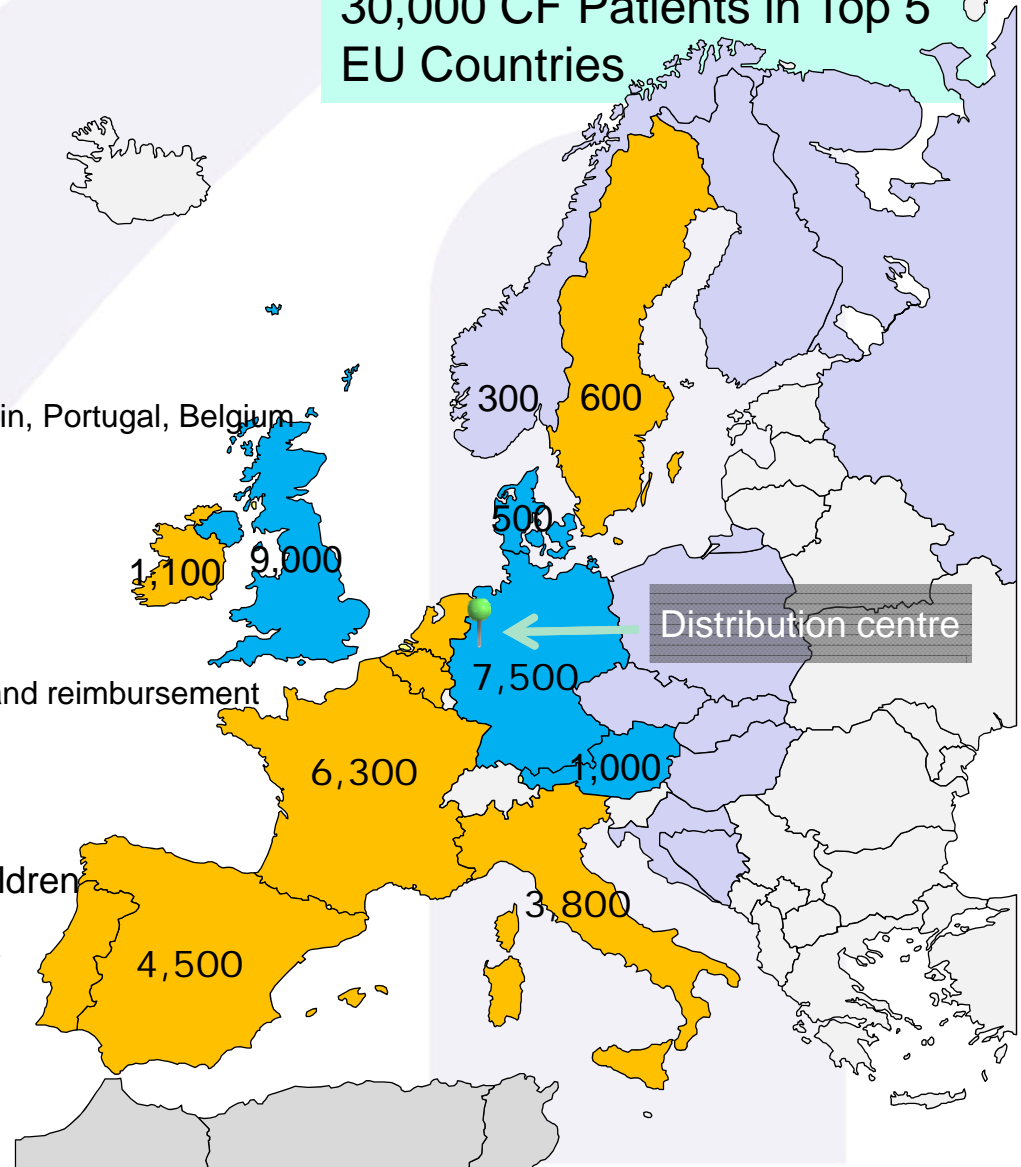 30,000 CF Patients in Top 5
EU Countries
300
600
in, Portugal, Belgium
500
9,000
1,100
Distribution centre
7,500
and reimbursement
1,000
6,300
ldren
3,800
4,500